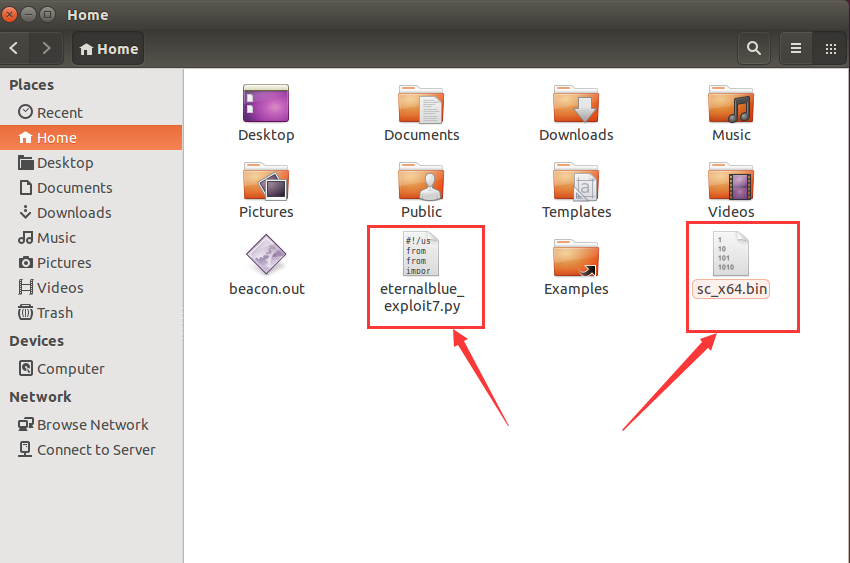 Home
Home
Places
Recent
Home
Desktop
Documents
Downloads
Music
Pictures
Videos
Trash
Devices
Computer
Network
Browse Network
Connect to Server
Desktop
Documents
Downloads
Music
Pictures
Public
a
Templates
Videos
beacon.out
#!/us
from
from
impor
eternalblue_
exploit7.py
Examples
1
10
101
1010
sc_x64.bin